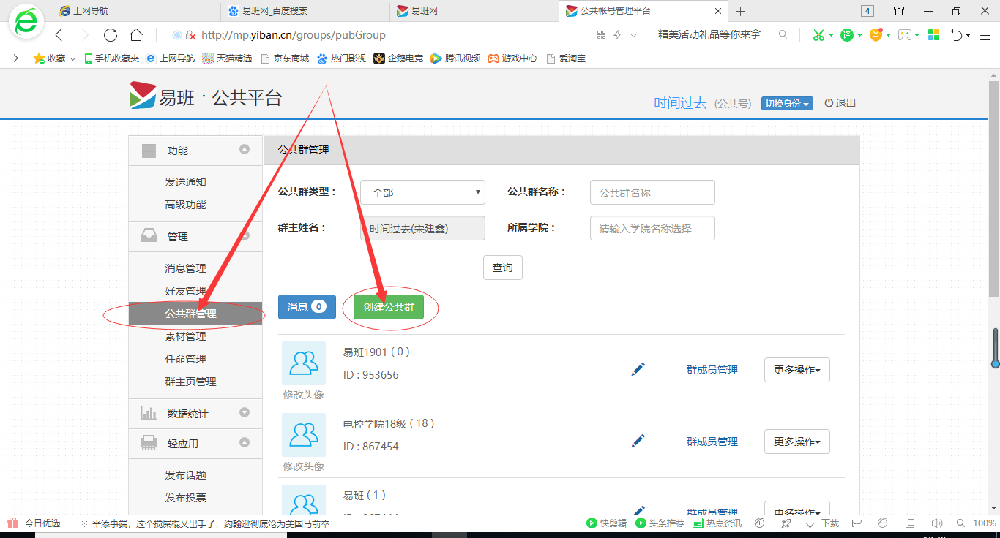 上网导航
易班网_百度搜索
易班网
公共帐号管理平台
4
http://mp.yiban.cn/groups/pubGroup
精美活动礼品等你来拿
译
收藏
手机收藏夹
上网导航
天猫精选
京东商城
热门影视
企鹅电竞
腾讯视频
游戏中心
爱淘宝
易班 · 公共平台
时间过去 (公共号)
切换身份
退出
功能
发送通知
高级功能
管理
消息管理
好友管理
公共群管理
素材管理
任命管理
群主页管理
数据统计
轻应用
发布话题
发布投票
公共群管理
公共群类型：
全部
公共群名称：
公共群名称
群主姓名：
时间过去(宋建鑫)
所属学院：
请输入学院名称选择
查询
消息 0
创建公共群
易班1901 ( 0 )
ID : 953656
修改头像
群成员管理
更多操作
电控学院18级 ( 18 )
ID : 867454
修改头像
群成员管理
更多操作
易班 ( 1 )
群成员管理
更多操作
今日优选
平添事端，这个搅屎棍又出手了，约翰逊彻底沦为美国马前卒
快剪辑
头条推荐
热点资讯
下载
100%